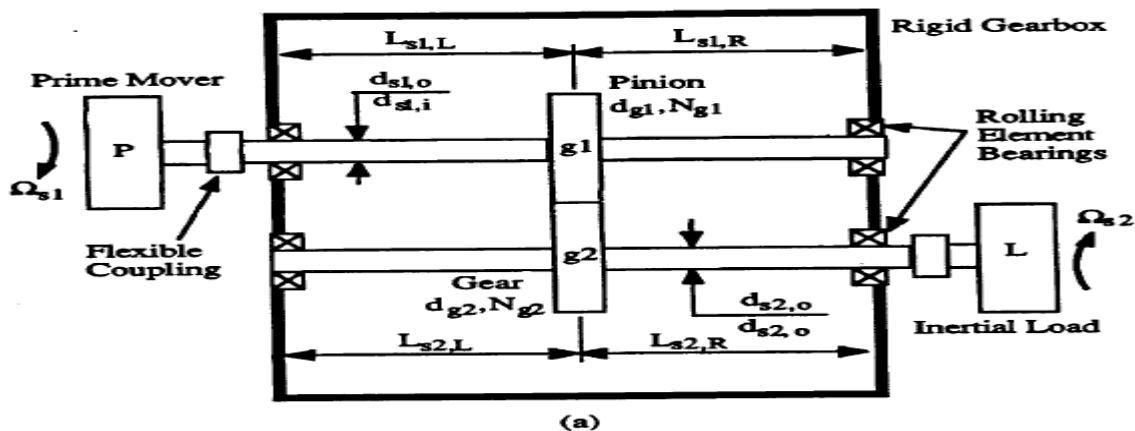 L_s1,L
L_s1,R
Rigid Gearbox
Prime Mover
d_s1,o
d_s1,i
Pinion
d_g1, N_g1
Rolling
Element
Bearings
P
g1
Ω_s1
Ω_s2
Flexible
Coupling
g2
L
Gear
d_g2, N_g2
d_s2,o
d_s2,o
Inertial Load
L_s2,L
L_s2,R
(a)